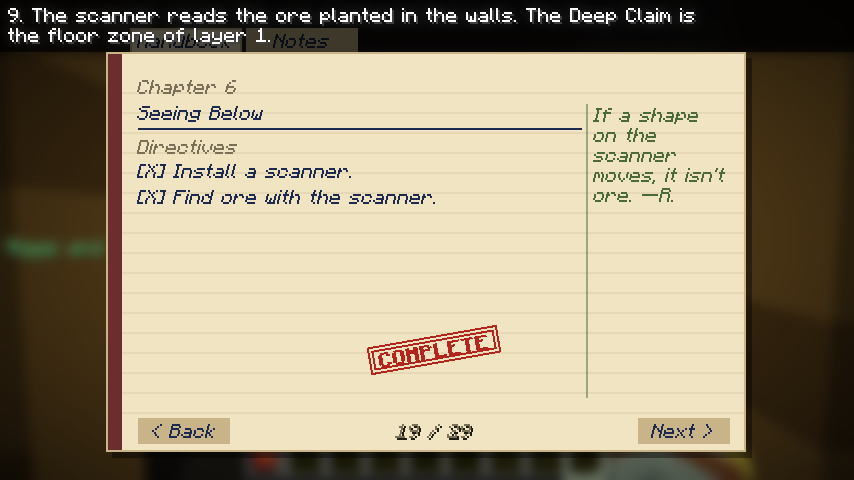 9. The scanner reads the ore planted in the walls. The Deep Claim is
the floor zone of layer 1.
Handbook
Notes
Chapter 6
Seeing Below
Directives
[X] Install a scanner.
[X] Find ore with the scanner.
If a shape
on the
scanner
moves, it isn't
ore. —R.
COMPLETE
< Back
19 / 29
Next >